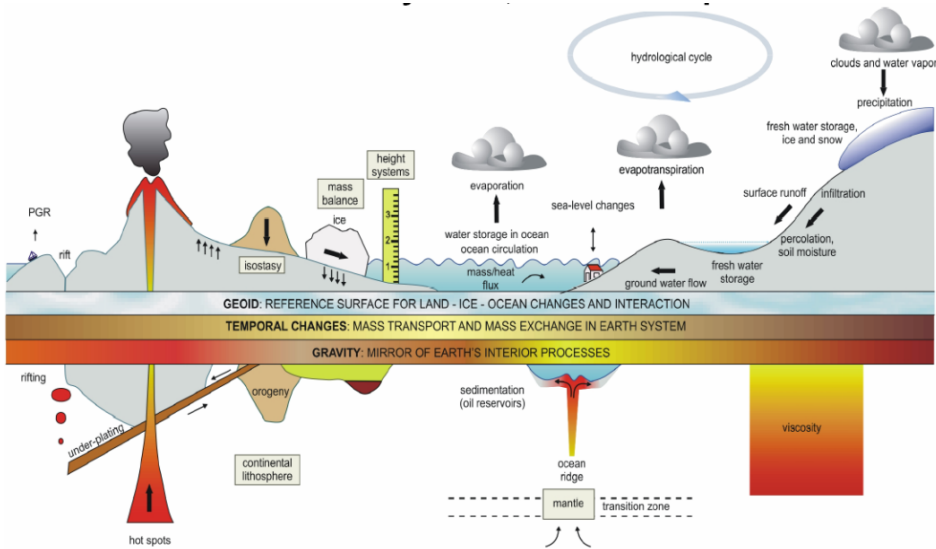 hydrological cycle
clouds and water vapor
precipitation
fresh water storage,
ice and snow
height
systems
mass
balance
ice
evaporation
evapotranspiration
sea-level changes
surface runoff
infiltration
PGR
rift
isostasy
3
2
1
water storage in ocean
ocean circulation
mass/heat
flux
percolation,
soil moisture
fresh water
storage
ground water flow
GEOID: REFERENCE SURFACE FOR LAND - ICE - OCEAN CHANGES AND INTERACTION
TEMPORAL CHANGES: MASS TRANSPORT AND MASS EXCHANGE IN EARTH SYSTEM
GRAVITY: MIRROR OF EARTH'S INTERIOR PROCESSES
rifting
under-plating
orogeny
sedimentation
(oil reservoirs)
viscosity
continental
lithosphere
ocean
ridge
mantle
transition zone
hot spots